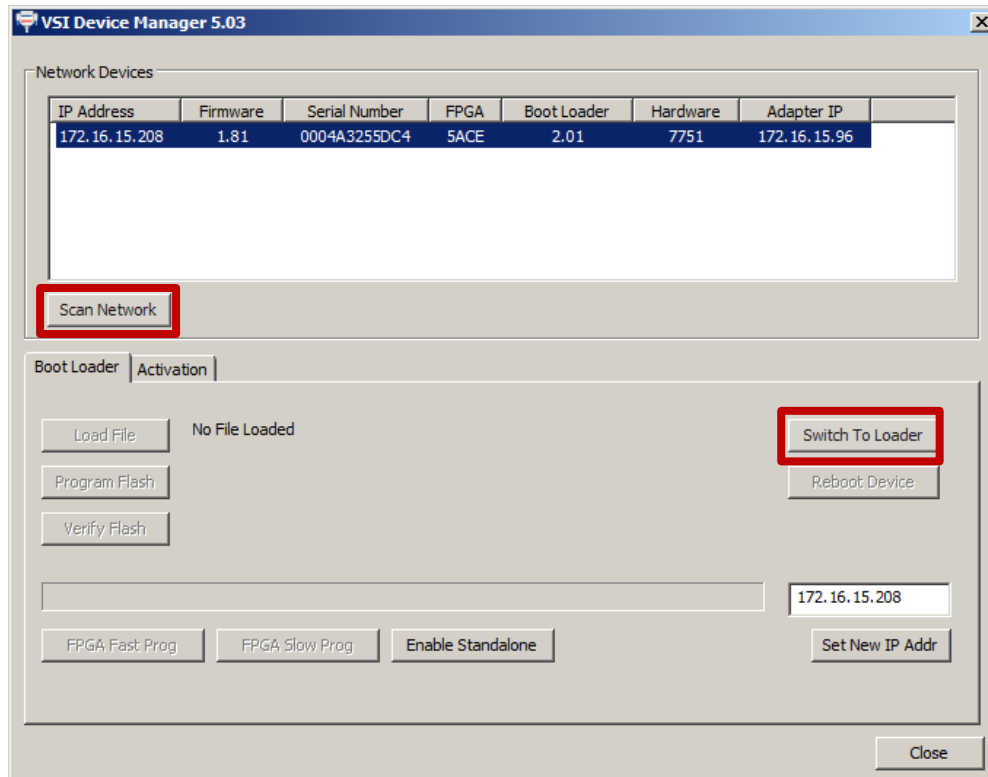 VSI Device Manager 5.03
Network Devices
IP Address Firmware Serial Number FPGA Boot Loader Hardware Adapter IP
172.16.15.208 1.81 0004A3255DC4 5ACE 2.01 7751 172.16.15.96
Scan Network
Boot Loader Activation
Load File No File Loaded Switch To Loader
Program Flash Reboot Device
Verify Flash
172.16.15.208
FPGA Fast Prog FPGA Slow Prog Enable Standalone Set New IP Addr
Close